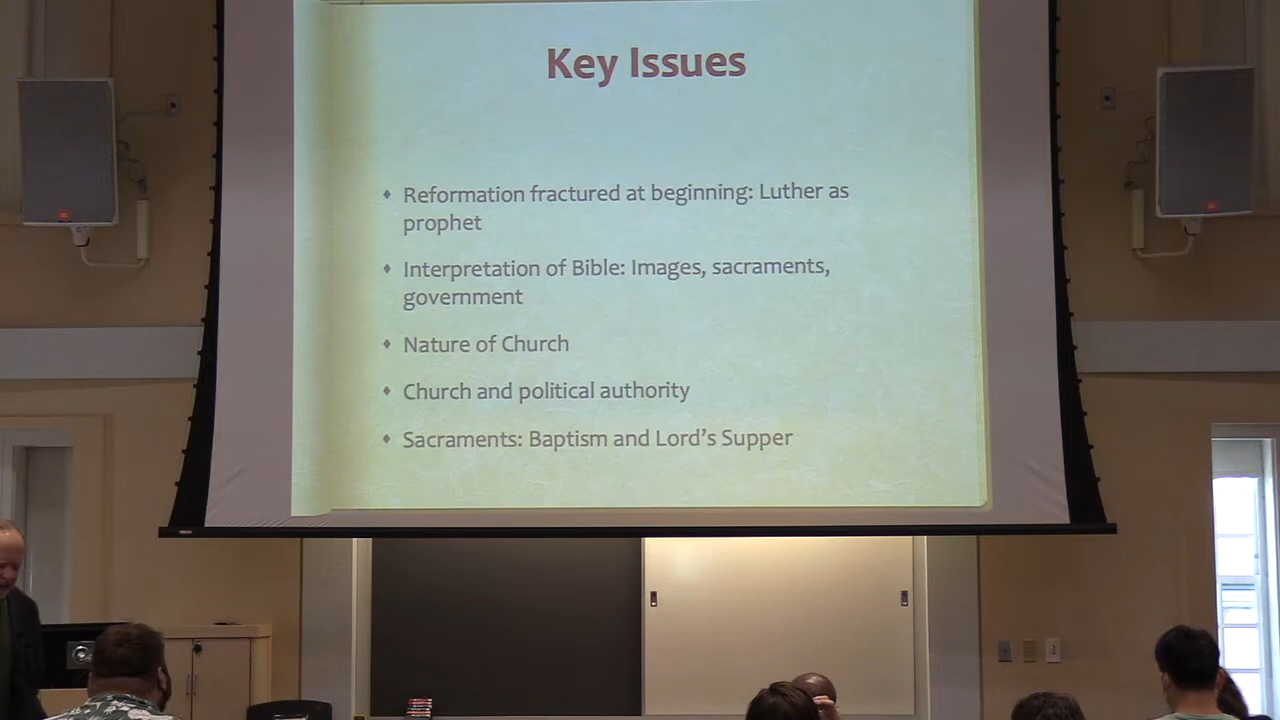 Key Issues
Reformation fractured at beginning: Luther as
prophet
Interpretation of Bible: Images, sacraments,
government
Nature of Church
Church and political authority
Sacraments: Baptism and Lord's Supper